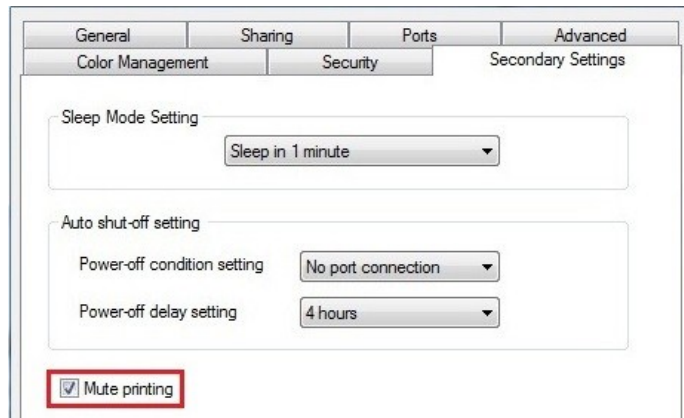 General Sharing Ports Advanced
Color Management Security Secondary Settings
Sleep Mode Setting
Sleep in 1 minute
Auto shut-off setting
Power-off condition setting No port connection
Power-off delay setting 4 hours
Mute printing